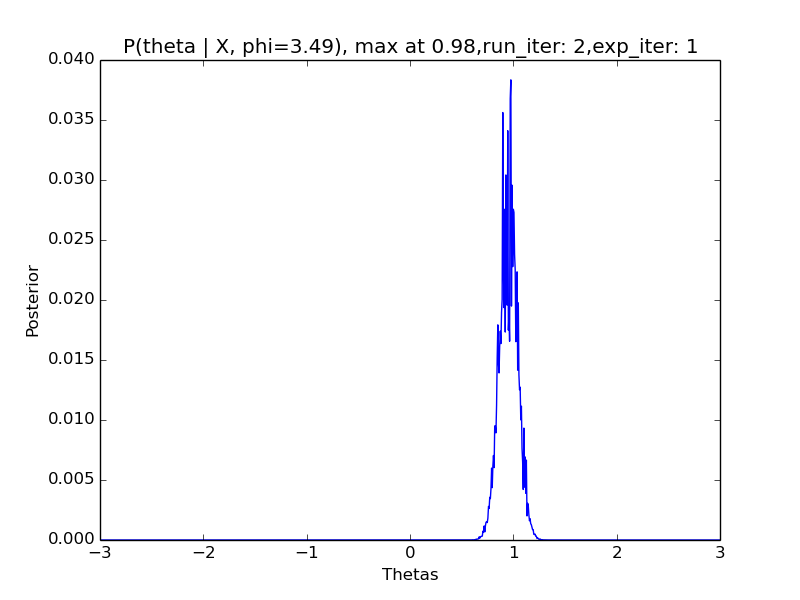 P(theta | X, phi=3.49), max at 0.98,run_iter: 2,exp_iter: 1
0.040
0.035
0.030
0.025
0.020
0.015
0.010
0.005
0.000
Posterior
−3 −2 −1 0 1 2 3
Thetas